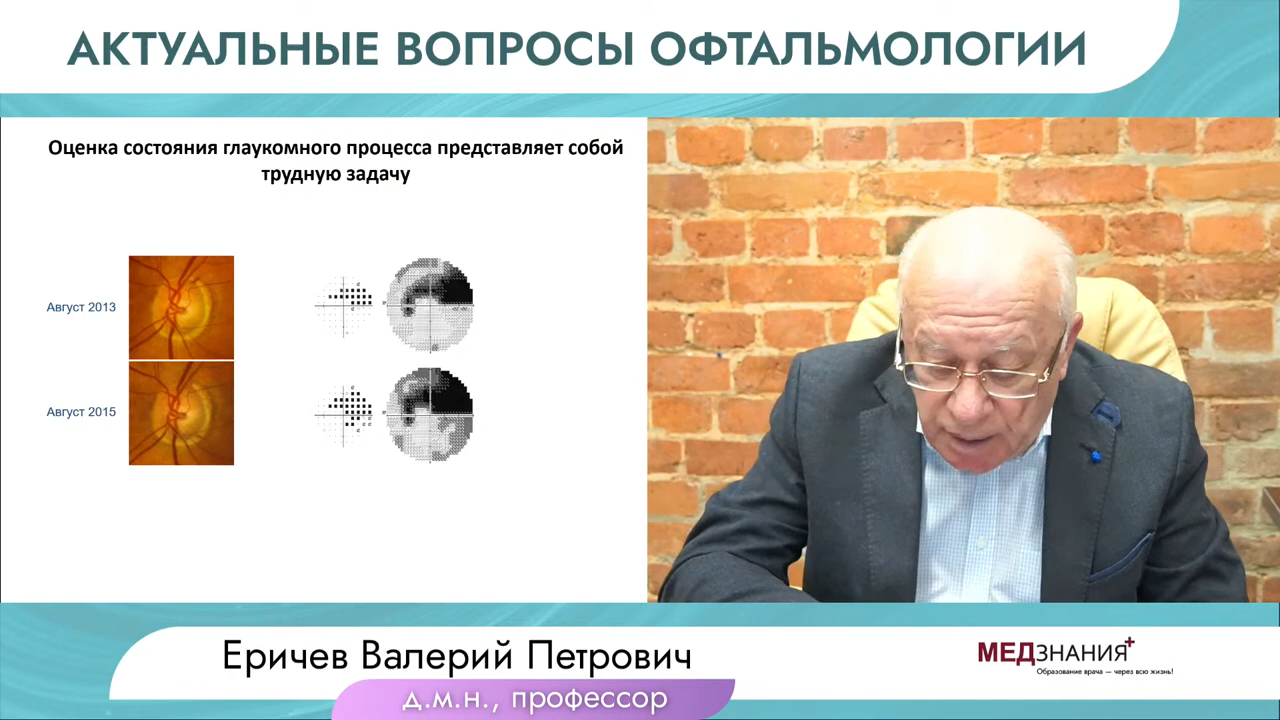 АКТУАЛЬНЫЕ ВОПРОСЫ ОФТАЛЬМОЛОГИИ
Оценка состояния глаукомного процесса представляет собой
трудную задачу
Август 2013
Август 2015
Еричев Валерий Петрович
д.м.н., профессор
МЕДЗНАНИЯ+
Образование врача — через всю жизнь!